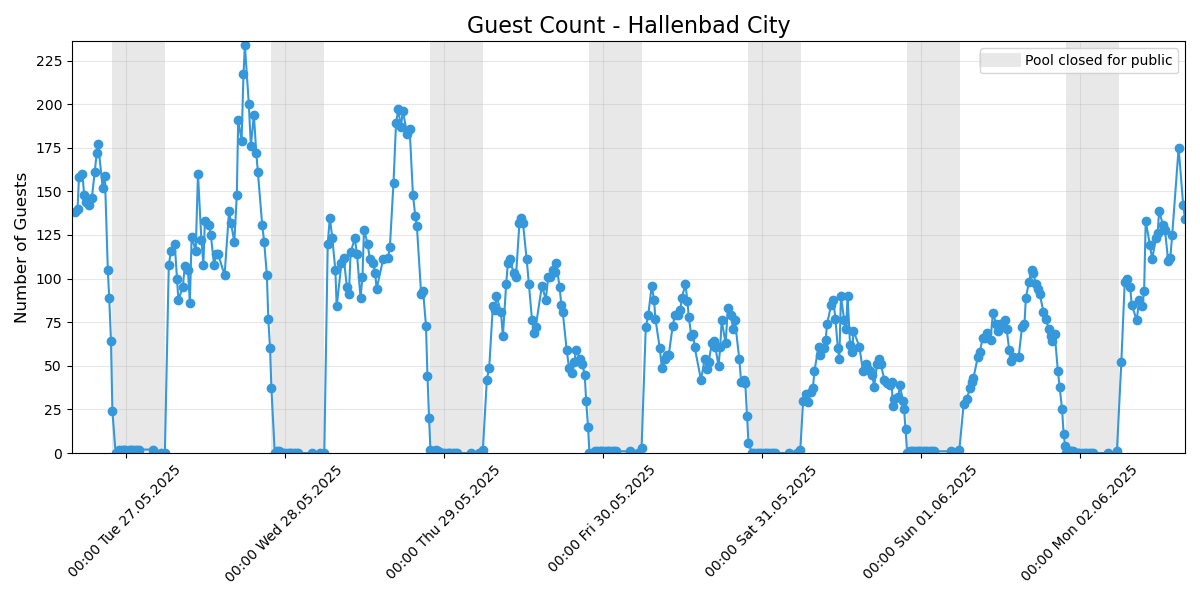 Guest Count - Hallenbad City
Pool closed for public
Number of Guests
225
200
175
150
125
100
75
50
25
0
00:00 Tue 27.05.2025
00:00 Wed 28.05.2025
00:00 Thu 29.05.2025
00:00 Fri 30.05.2025
00:00 Sat 31.05.2025
00:00 Sun 01.06.2025
00:00 Mon 02.06.2025